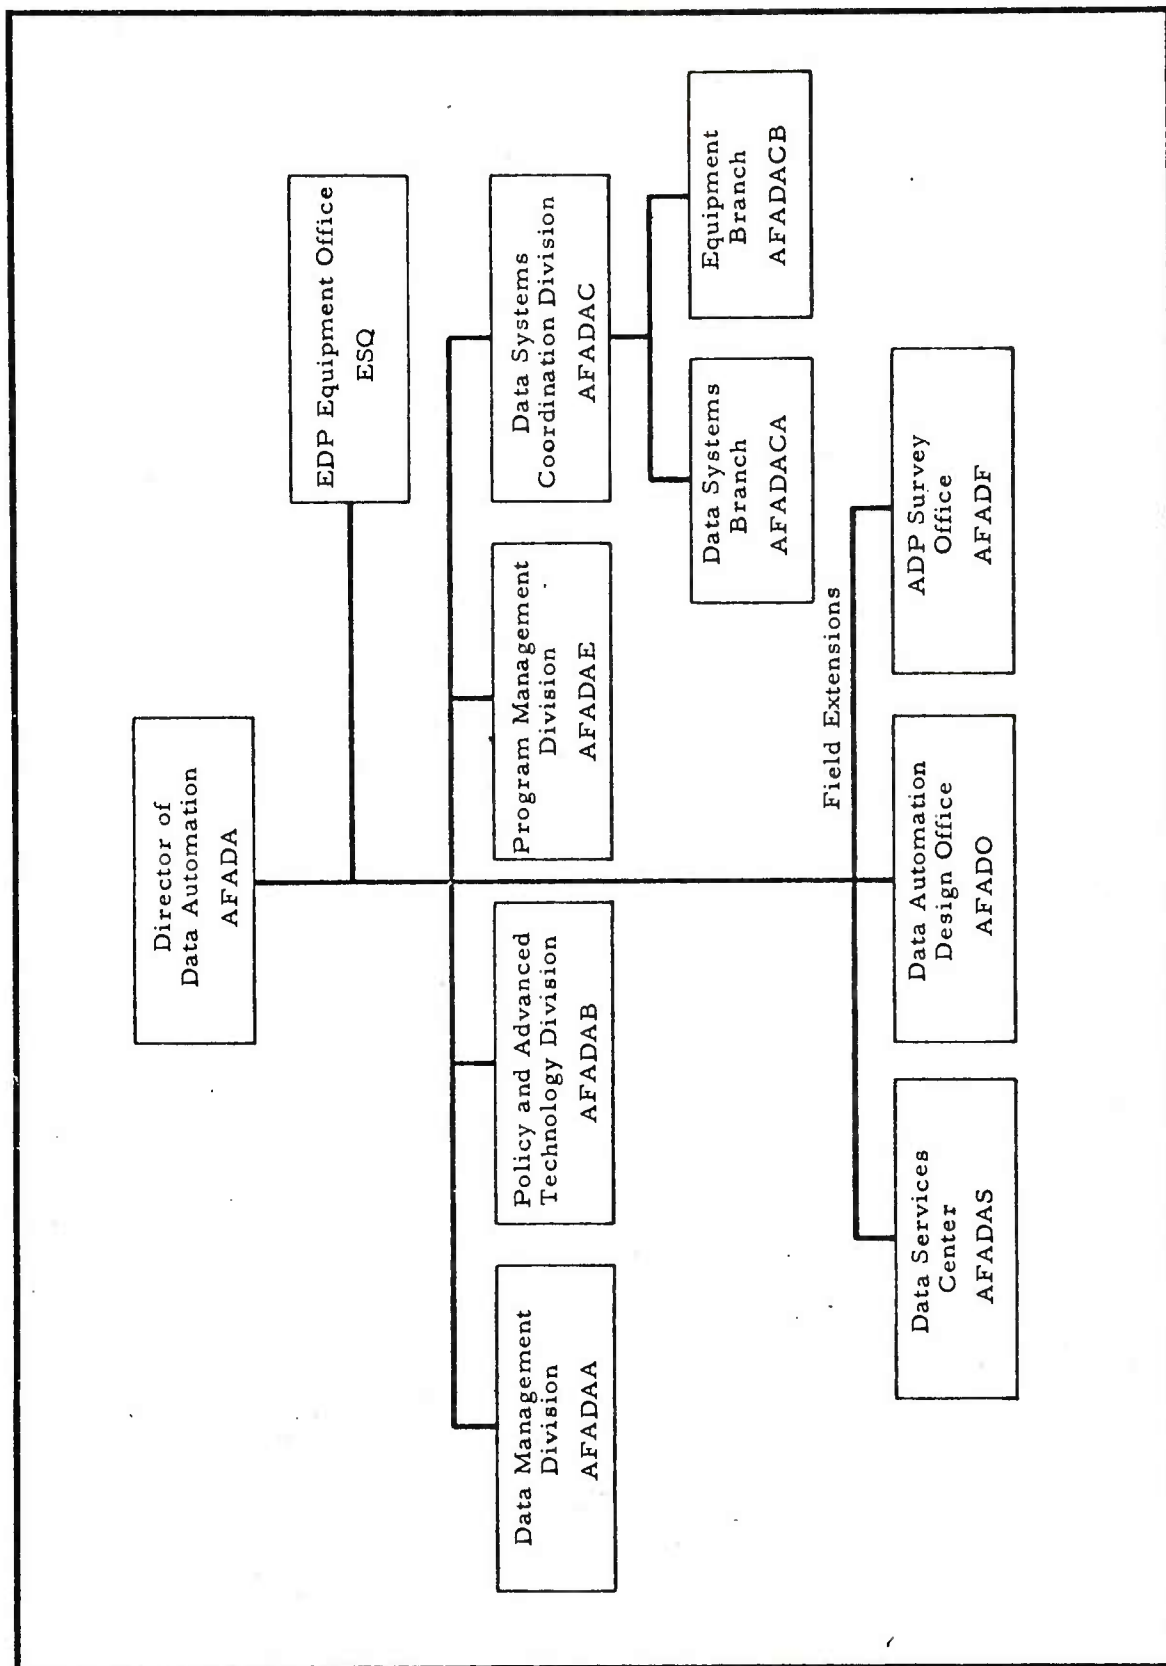 Director of
Data Automation
AFADA
EDP Equipment Office
ESQ
Data Management
Division
AFADAA
Policy and Advanced
Technology Division
AFADAB
Program Management
Division
AFADAE
Data Systems
Coordination Division
AFADAC
Data Systems
Branch
AFADACA
Equipment
Branch
AFADACB
Field Extensions
Data Services
Center
AFADAS
Data Automation
Design Office
AFADO
ADP Survey
Office
AFADF